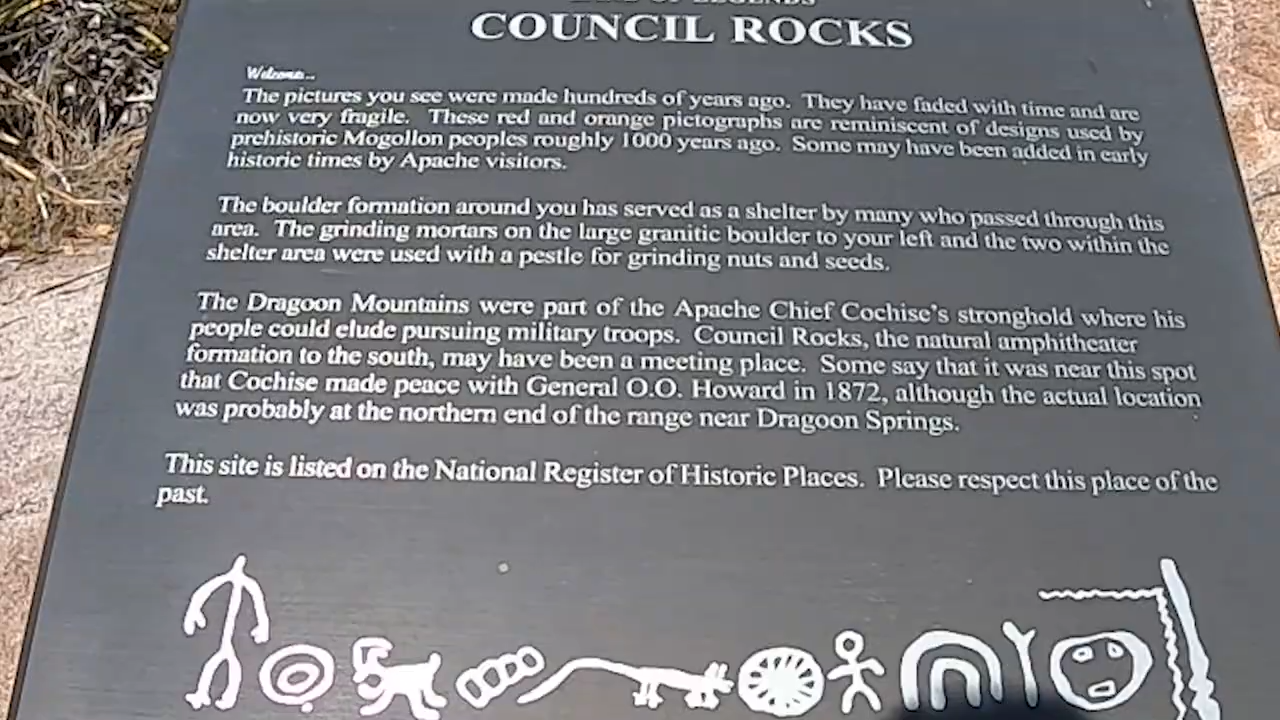 OF LEGENDS
COUNCIL ROCKS
Welcome...
The pictures you see were made hundreds of years ago. They have faded with time and are
now very fragile. These red and orange pictographs are reminiscent of designs used by
prehistoric Mogollon peoples roughly 1000 years ago. Some may have been added in early
historic times by Apache visitors.
The boulder formation around you has served as a shelter by many who passed through this
area. The grinding mortars on the large granitic boulder to your left and the two within the
shelter area were used with a pestle for grinding nuts and seeds.
The Dragoon Mountains were part of the Apache Chief Cochise's stronghold where his
people could elude pursuing military troops. Council Rocks, the natural amphitheater
formation to the south, may have been a meeting place. Some say that it was near this spot
that Cochise made peace with General O.O. Howard in 1872, although the actual location
was probably at the northern end of the range near Dragoon Springs.
This site is listed on the National Register of Historic Places. Please respect this place of the
past.